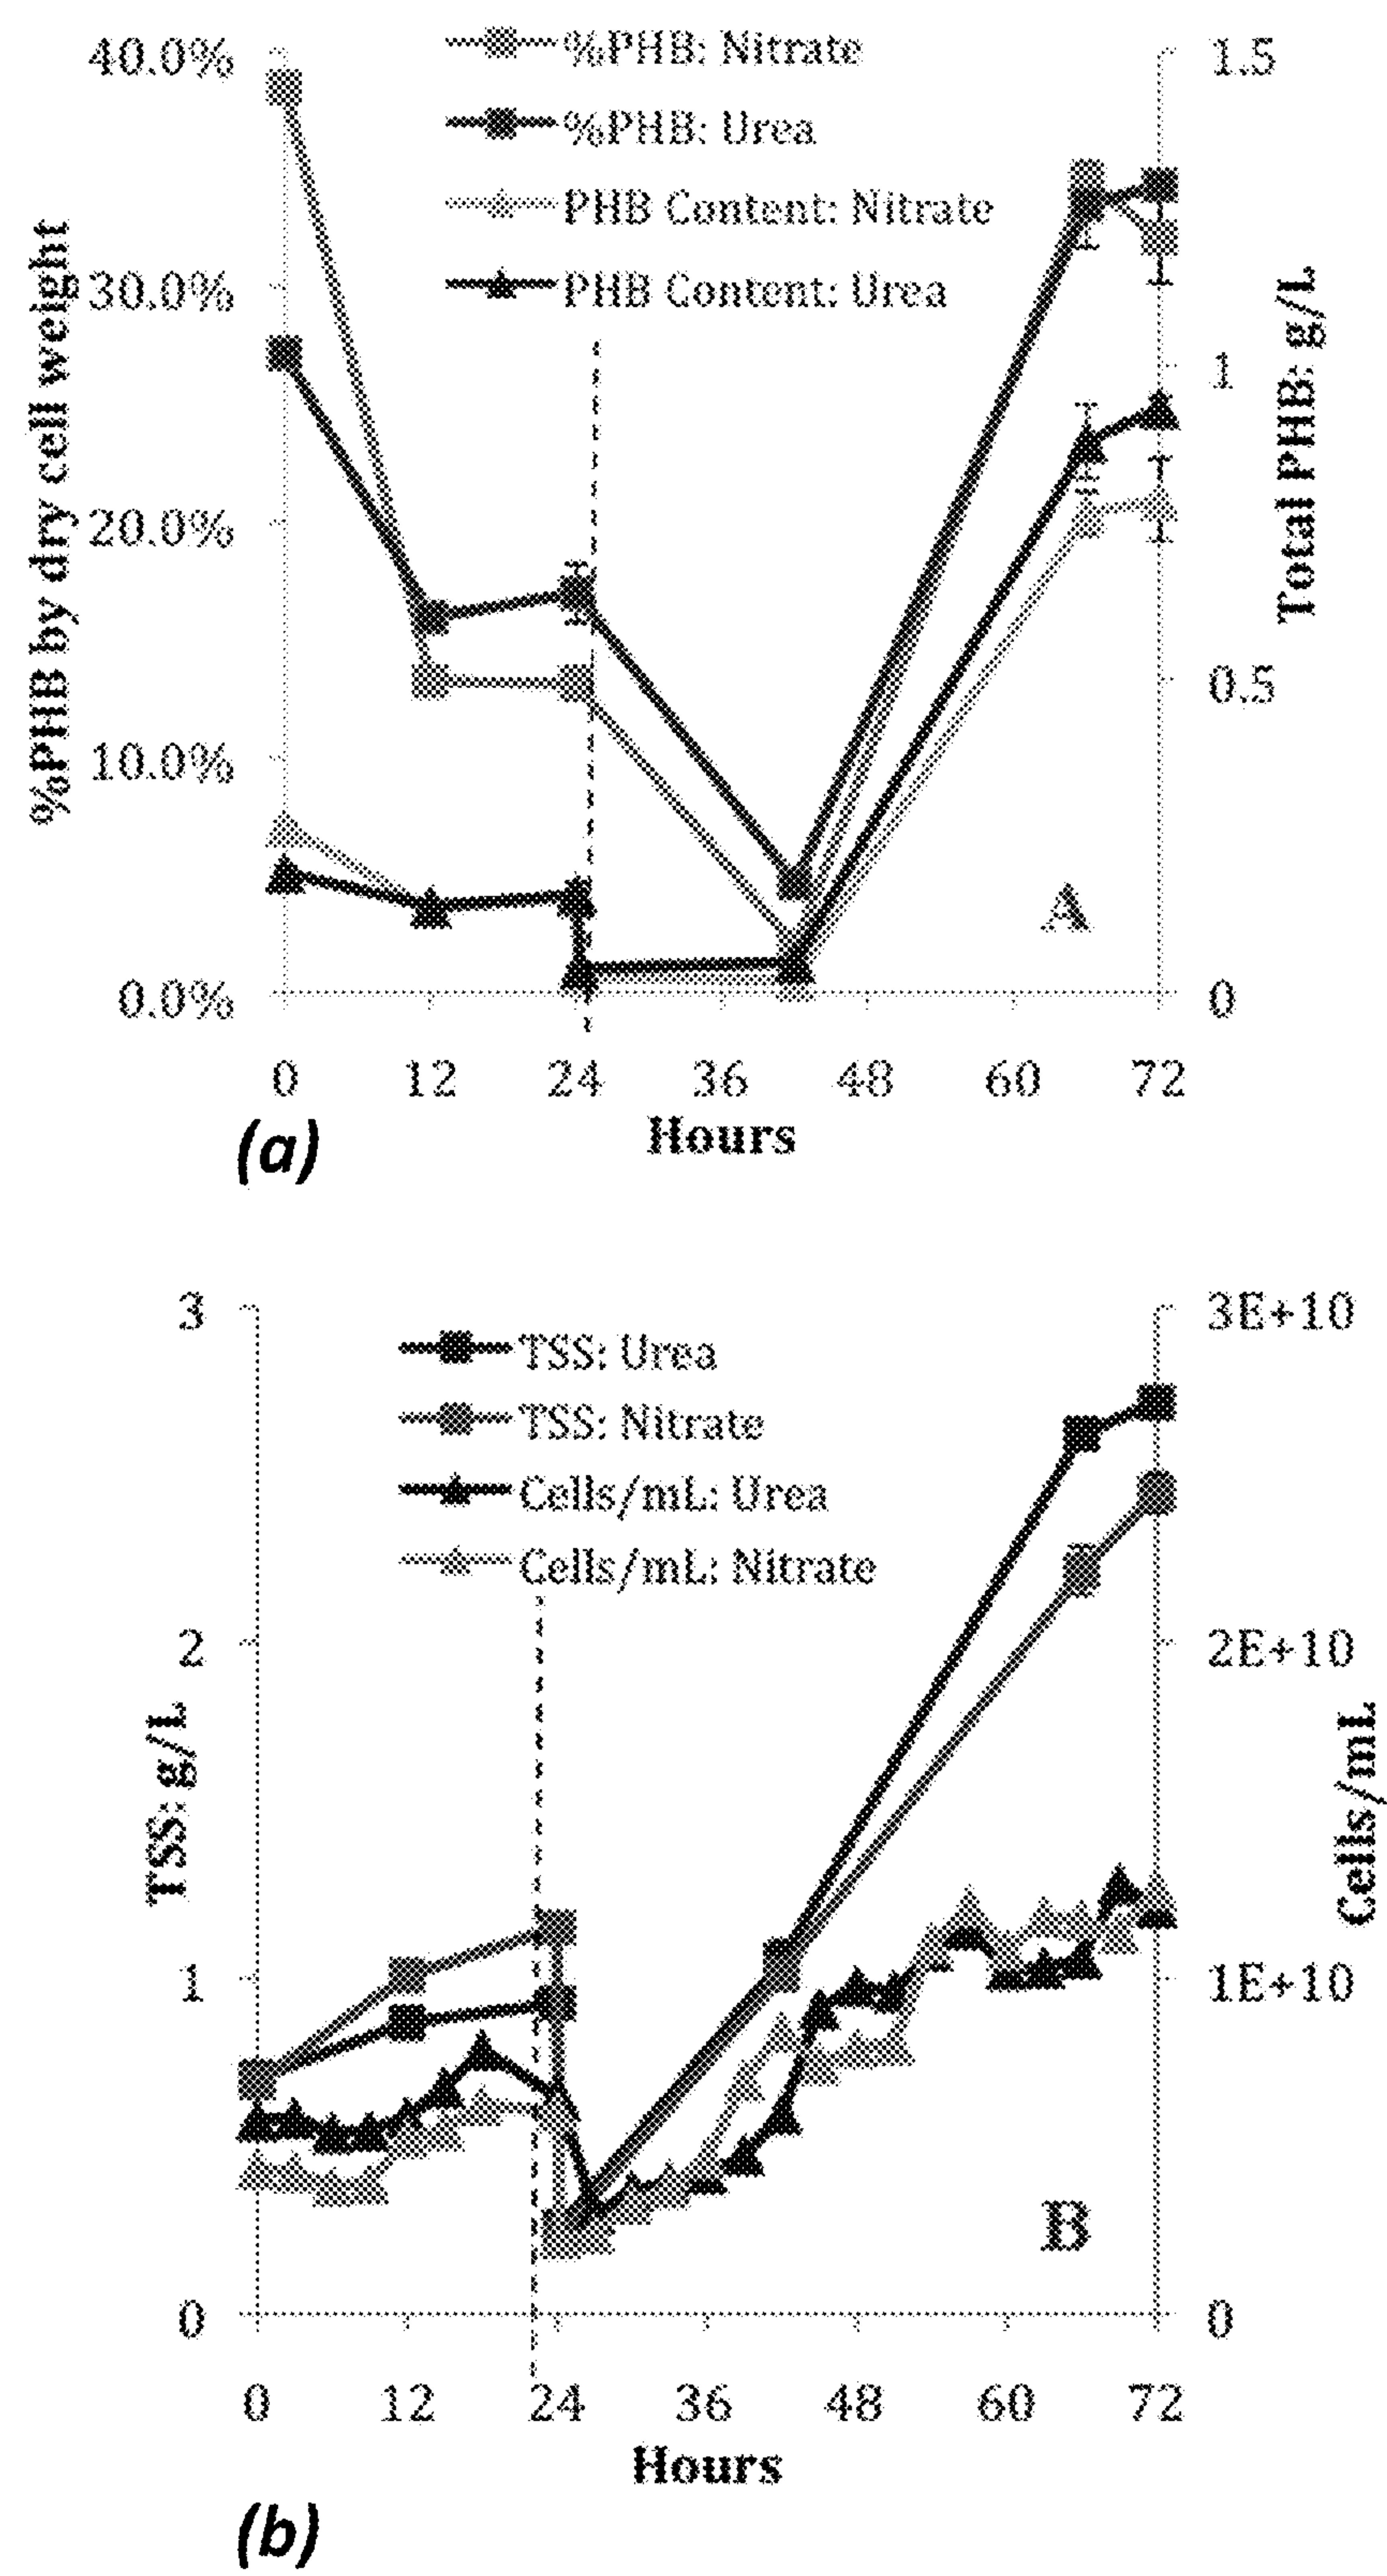 %PHB: Nitrate
%PHB: Urea
PHB Content: Nitrate
PHB Content: Urea
40.0%
30.0%
20.0%
10.0%
0.0%
%PHB by dry cell weight
1.5
1
0.5
0
Total PHB: g/L
A
0 12 24 36 48 60 72
Hours
(a)
TSS: Urea
TSS: Nitrate
Cells/mL: Urea
Cells/mL: Nitrate
3
2
1
0
TSS: g/L
3E+10
2E+10
1E+10
0
Cells/mL
B
0 12 24 36 48 60 72
Hours
(b)